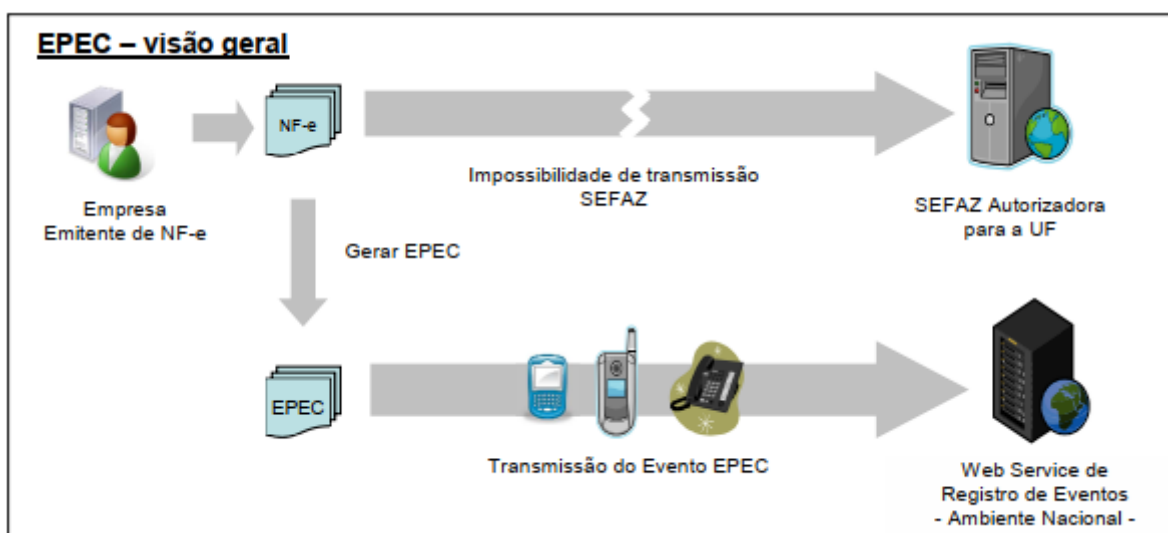 EPEC – visão geral
NF-e
Impossibilidade de transmissão
SEFAZ
Empresa
Emitente de NF-e
SEFAZ Autorizadora
para a UF
Gerar EPEC
EPEC
Transmissão do Evento EPEC
Web Service de
Registro de Eventos
- Ambiente Nacional -